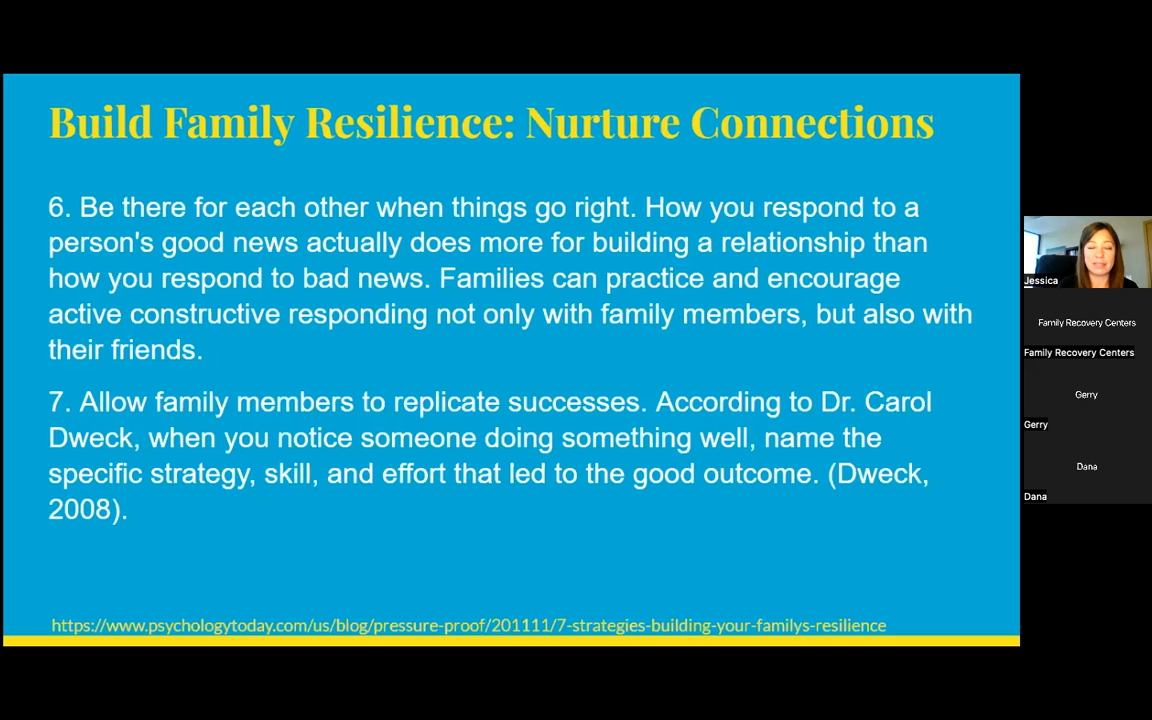 Build Family Resilience: Nurture Connections
6. Be there for each other when things go right. How you respond to a
person's good news actually does more for building a relationship than
how you respond to bad news. Families can practice and encourage
active constructive responding not only with family members, but also with
their friends.
7. Allow family members to replicate successes. According to Dr. Carol
Dweck, when you notice someone doing something well, name the
specific strategy, skill, and effort that led to the good outcome. (Dweck,
2008).
https://www.psychologytoday.com/us/blog/pressure-proof/201111/7-strategies-building-your-familys-resilience
Jessica
Family Recovery Centers
Family Recovery Centers
Gerry
Gerry
Dana
Dana